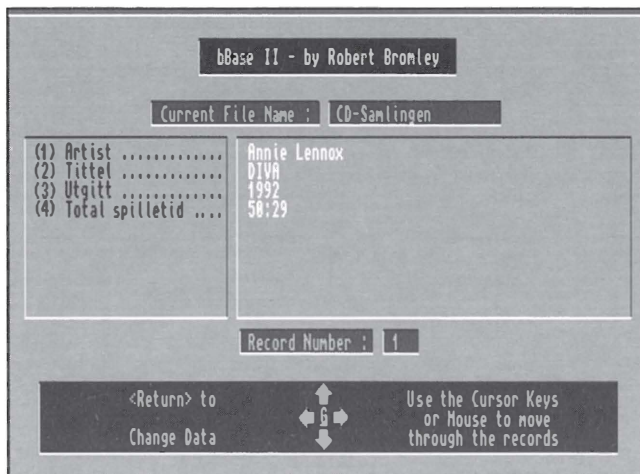 bBase II - by Robert Bromley
Current File Name : CD-Samlingen
(1) Artist ............. Annie Lennox
(2) Tittel ............. DIVA
(3) Utgitt ............. 1992
(4) Total spilletid .... 50:29
Record Number : 1
<Return> to
Change Data
G
Use the Cursor Keys
or Mouse to move
through the records